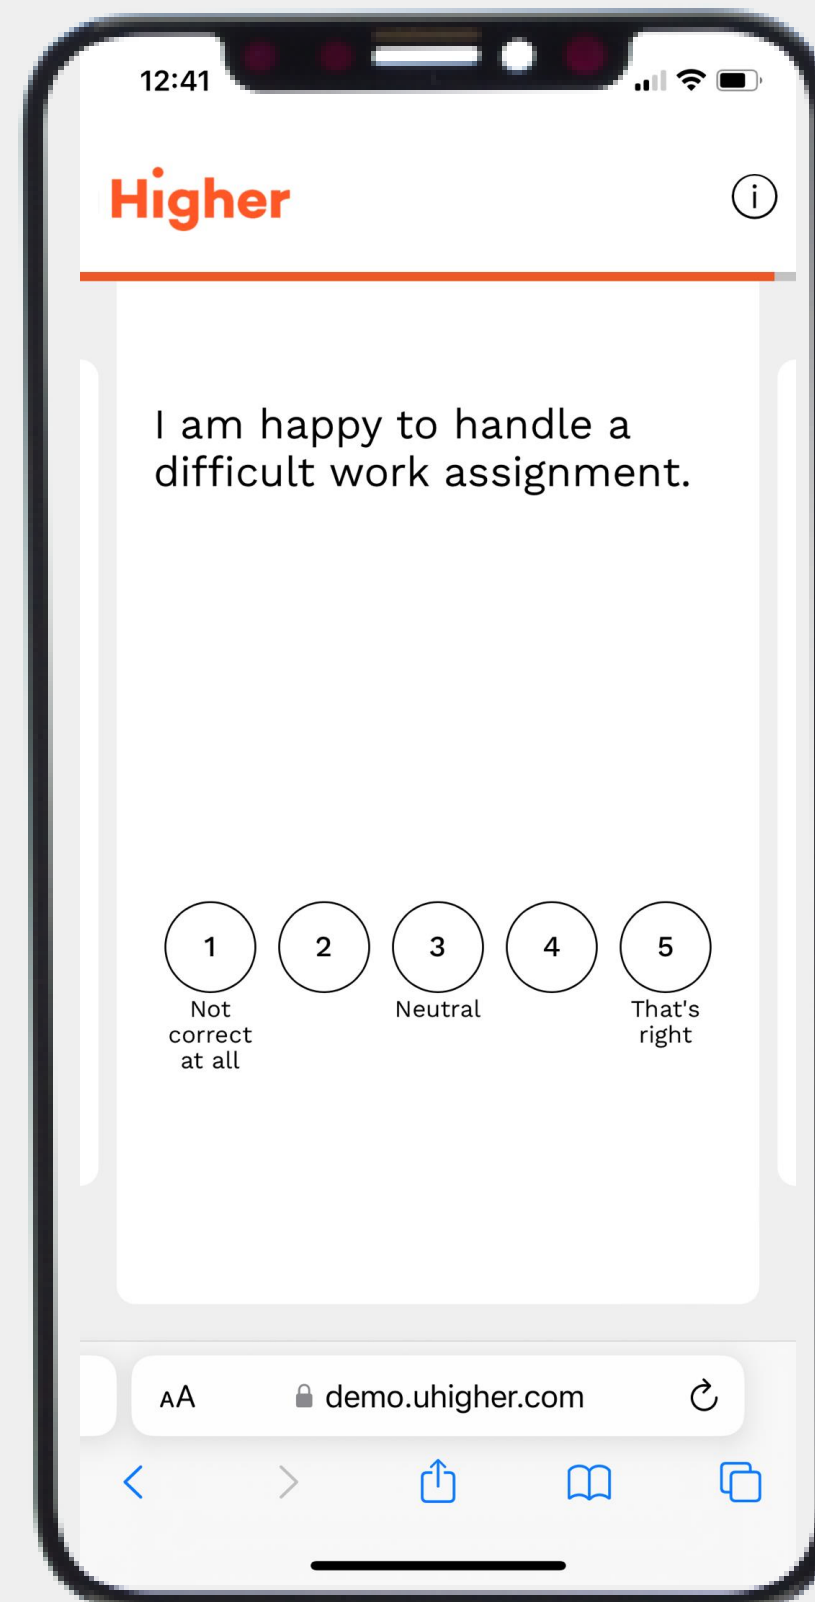 12:41
Higher
i
I am happy to handle a
difficult work assignment.
1 2 3 4 5
Not Neutral That's
correct right
at all
AA demo.uhigher.com